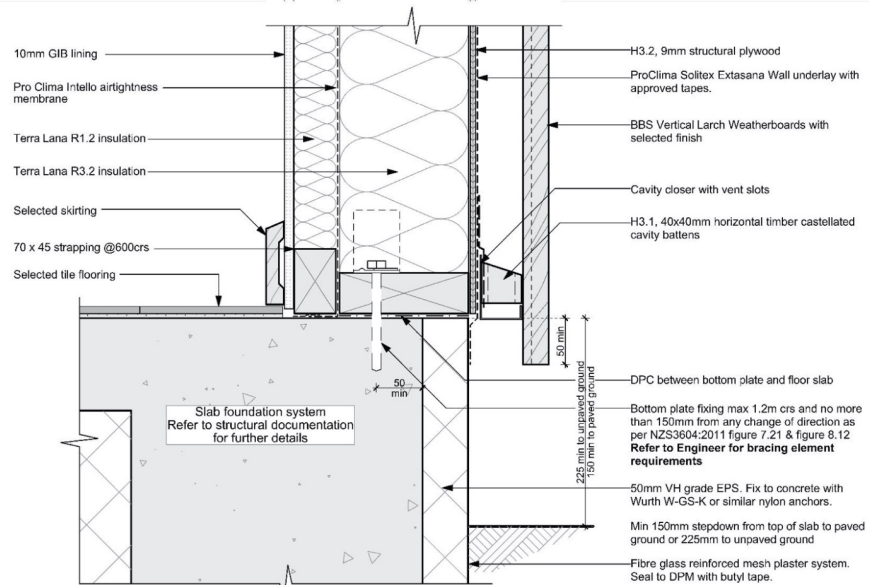 10mm GIB lining
Pro Clima Intello airtightness
membrane
Terra Lana R1.2 insulation
Terra Lana R3.2 insulation
Selected skirting
70 x 45 strapping @600crs
Selected tile flooring
Slab foundation system
Refer to structural documentation
for further details
50
min
50 min
225 min to unpaved ground
150 min to paved ground
H3.2, 9mm structural plywood
ProClima Solitex Extasana Wall underlay with
approved tapes.
BBS Vertical Larch Weatherboards with
selected finish
Cavity closer with vent slots
H3.1, 40x40mm horizontal timber castellated
cavity battens
DPC between bottom plate and floor slab
Bottom plate fixing max 1.2m crs and no more
than 150mm from any change of direction as
per NZS3604:2011 figure 7.21 & figure 8.12
Refer to Engineer for bracing element
requirements
50mm VH grade EPS. Fix to concrete with
Wurth W-GS-K or similar nylon anchors.
Min 150mm stepdown from top of slab to paved
ground or 225mm to unpaved ground
Fibre glass reinforced mesh plaster system.
Seal to DPM with butyl tape.